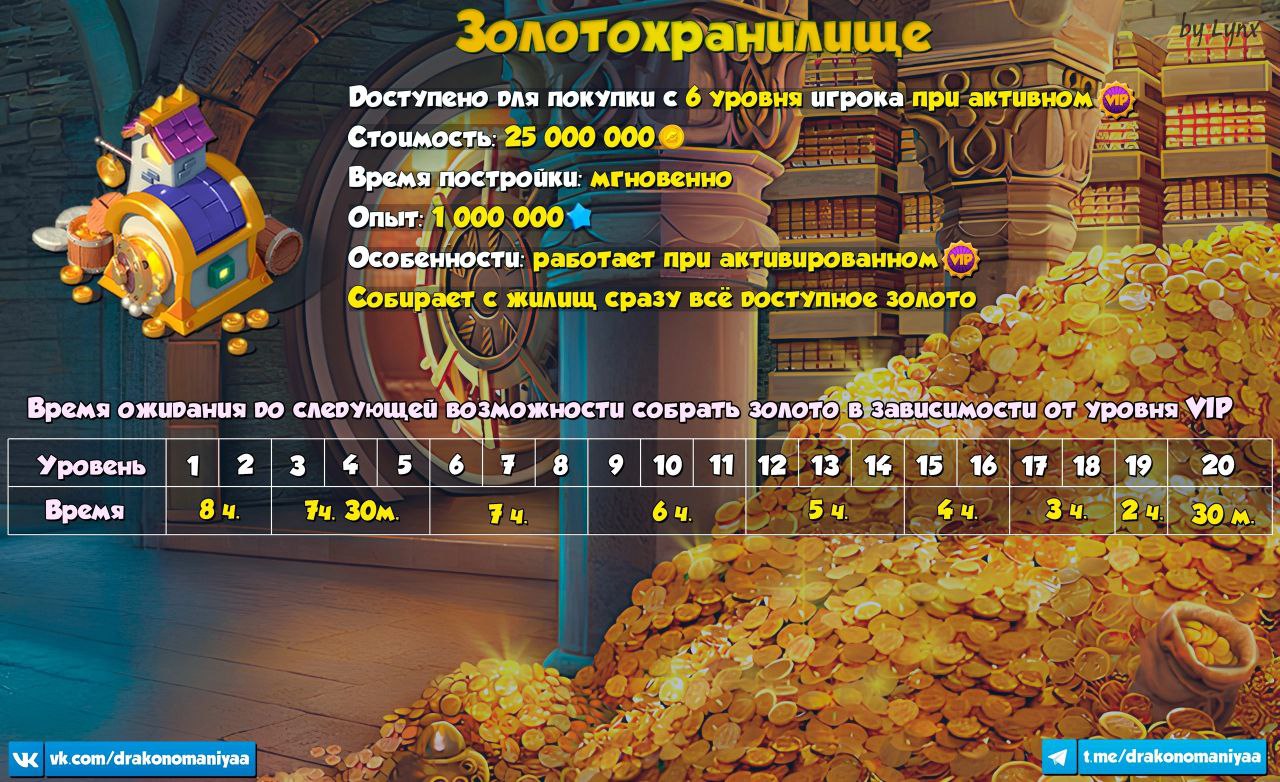 Золотохранилище
by Lynx
Доступено для покупки с 6 уровня игрока при активном VIP
Стоимость: 25 000 000
Время постройки: мгновенно
Опыт: 1 000 000
Особенности: работает при активированном VIP
Собирает с жилищ сразу всё доступное золото
Время ожидания до следующей возможности собрать золото в зависимости от уровня VIP
Уровень 1 2 3 4 5 6 7 8 9 10 11 12 13 14 15 16 17 18 19 20
Время 8 ч. 7ч. 30м. 7 ч. 6 ч. 5 ч. 4 ч. 3 ч. 2 ч. 30 м.
vk.com/drakonomaniyaa
t.me/drakonomaniyaa